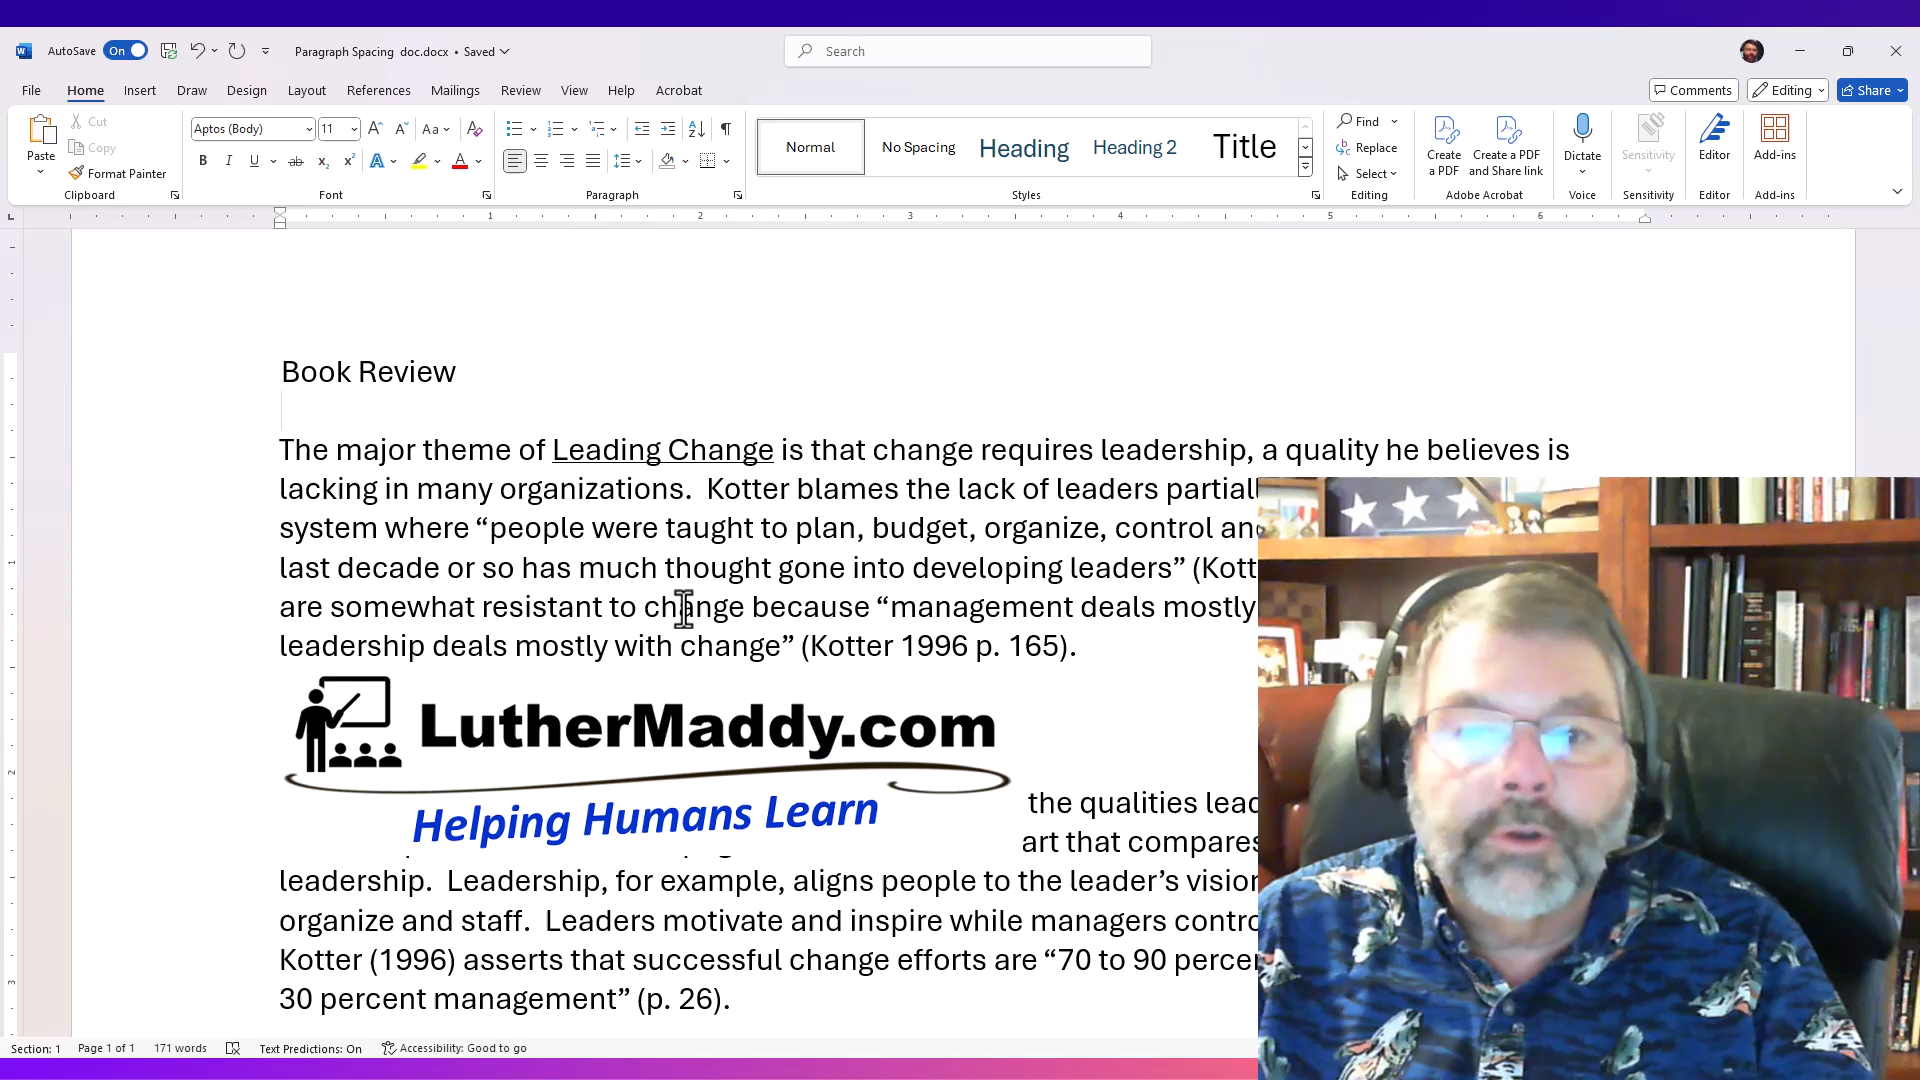 AutoSave On Paragraph Spacing doc.docx • Saved Search
File Home Insert Draw Design Layout References Mailings Review View Help Acrobat Comments Editing Share
Paste Cut Copy Format Painter
Clipboard
Aptos (Body) 11
Font
Paragraph
Normal No Spacing Heading Heading 2 Title
Styles
Find Replace Select
Editing
Create a PDF Create a PDF and Share link
Adobe Acrobat
Dictate
Voice
Sensitivity
Sensitivity
Editor
Editor
Add-ins
Add-ins
1 2 3 4 5 6
Book Review
The major theme of Leading Change is that change requires leadership, a quality he believes is
lacking in many organizations. Kotter blames the lack of leaders
system where “people were taught to plan, budget, organize, control
last decade or so has much thought gone into developing leaders”
are somewhat resistant to change because “management deals mostly
leadership deals mostly with change” (Kotter 1996 p. 165).
LutherMaddy.com
Helping Humans Learn
the qualities
art that compares
leadership. Leadership, for example, aligns people to the leader’s vision
organize and staff. Leaders motivate and inspire while managers
Kotter (1996) asserts that successful change efforts are “70 to 90
30 percent management” (p. 26).
Section: 1 Page 1 of 1 171 words Text Predictions: On Accessibility: Good to go